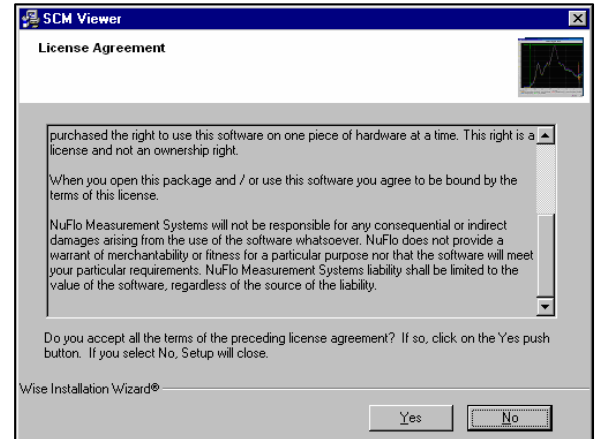 SCM Viewer
License Agreement
purchased the right to use this software on one piece of hardware at a time. This right is a
license and not an ownership right.
When you open this package and / or use this software you agree to be bound by the
terms of this license.
NuFlo Measurement Systems will not be responsible for any consequential or indirect
damages arising from the use of the software whatsoever. NuFlo does not provide a
warrant of merchantability or fitness for a particular purpose nor that the software will meet
your particular requirements. NuFlo Measurement Systems liability shall be limited to the
value of the software, regardless of the source of the liability.
Do you accept all the terms of the preceding license agreement? If so, click on the Yes push
button. If you select No, Setup will close.
Wise Installation Wizard®
Yes
No